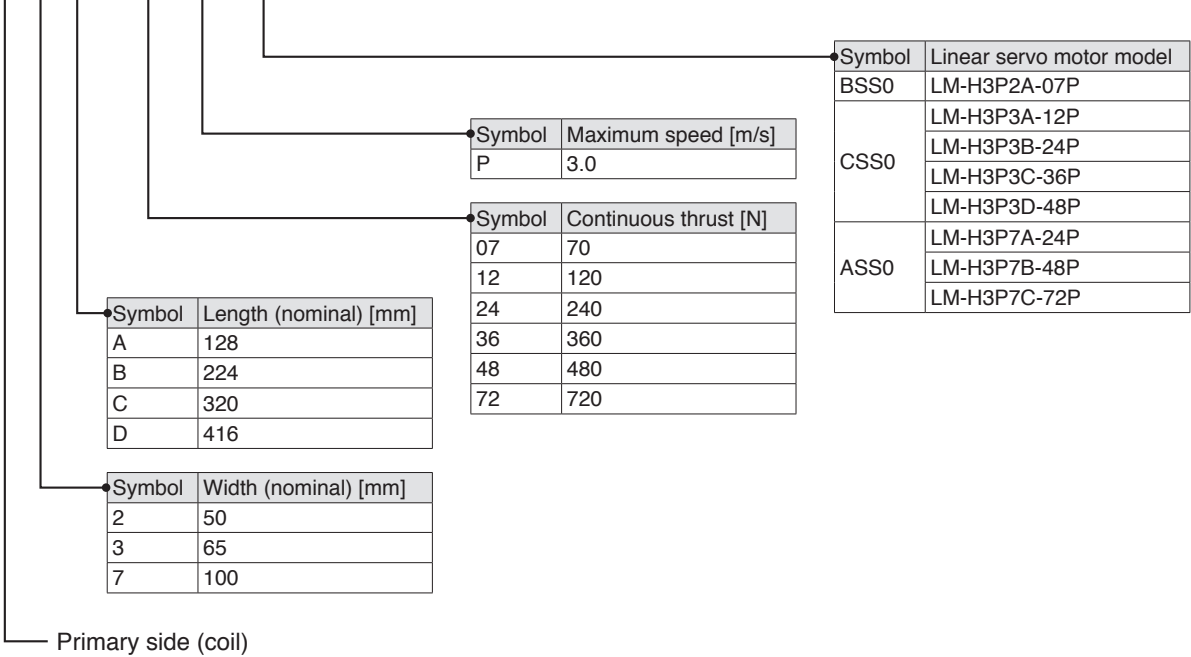 Symbol Linear servo motor model
BSS0 LM-H3P2A-07P
CSS0 LM-H3P3A-12P
LM-H3P3B-24P
LM-H3P3C-36P
LM-H3P3D-48P
ASS0 LM-H3P7A-24P
LM-H3P7B-48P
LM-H3P7C-72P
Symbol Maximum speed [m/s]
P 3.0
Symbol Continuous thrust [N]
07 70
12 120
24 240
36 360
48 480
72 720
Symbol Length (nominal) [mm]
A 128
B 224
C 320
D 416
Symbol Width (nominal) [mm]
2 50
3 65
7 100
Primary side (coil)